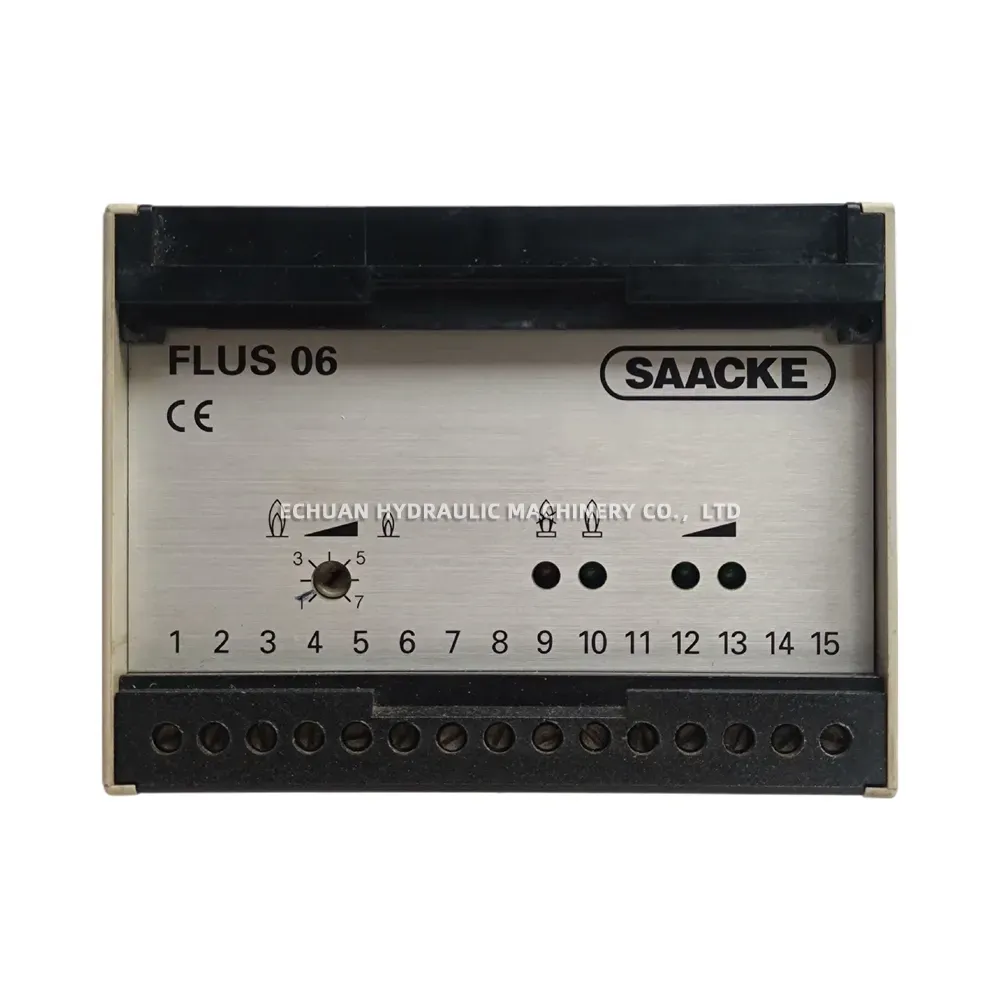 FLUS 06
SAACKE
CE
ECHUAN HYDRAULIC MACHINERY CO., LTD
3 5
1 7
1 2 3 4 5 6 7 8 9 10 11 12 13 14 15